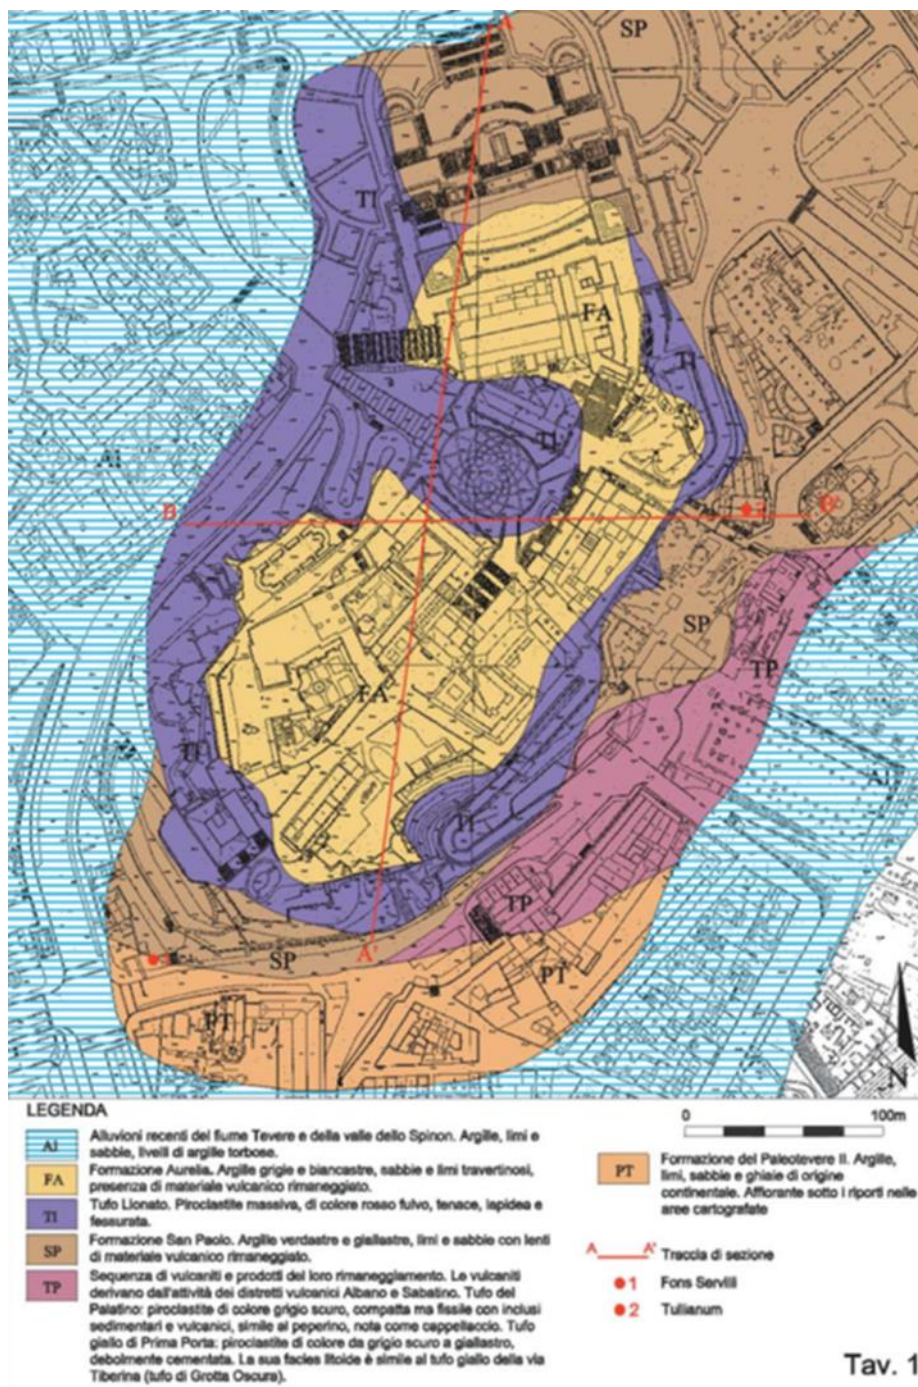 A
SP
TI
FA
TI
TI
Al
B
2
B'
SP
TP
FA
Al
TI
Al
TI
TP
A'
1
SP
PT
PT
N
LEGENDA
0 100m
Al
Alluvioni recenti del fiume Tevere e della valle dello Spinon. Argille, limi e
sabbie, livelli di argille torbose.
FA
Formazione Aurelia. Argille grigie e biancastre, sabbie e limi travertinosi,
presenza di materiale vulcanico rimaneggiato.
TI
Tufo Lionato. Piroclastite massiva, di colore rosso fulvo, tenace, lapidea e
fessurata.
SP
Formazione San Paolo. Argille verdastre e giallastre, limi e sabbie con lenti
di materiale vulcanico rimaneggiato.
TP
Sequenza di vulcaniti e prodotti del loro rimaneggiamento. Le vulcaniti
derivano dall'attività dei distretti vulcanici Albano e Sabatino. Tufo del
Palatino: piroclastite di colore grigio scuro, compatta ma fissile con inclusi
sedimentari e vulcanici, simile al peperino, nota come cappellaccio. Tufo
giallo di Prima Porta: piroclastite di colore da grigio scuro a giallastro,
debolmente cementata. La sua facies litoide è simile al tufo giallo della via
Tiberina (tufo di Grotta Oscura).
PT
Formazione del Paleotevere II. Argille,
limi, sabbie e ghiaie di origine
continentale. Affiorante sotto i riporti nelle
aree cartografate
A A' Traccia di sezione
1 Fons Servilii
2 Tullianum
Tav. 1